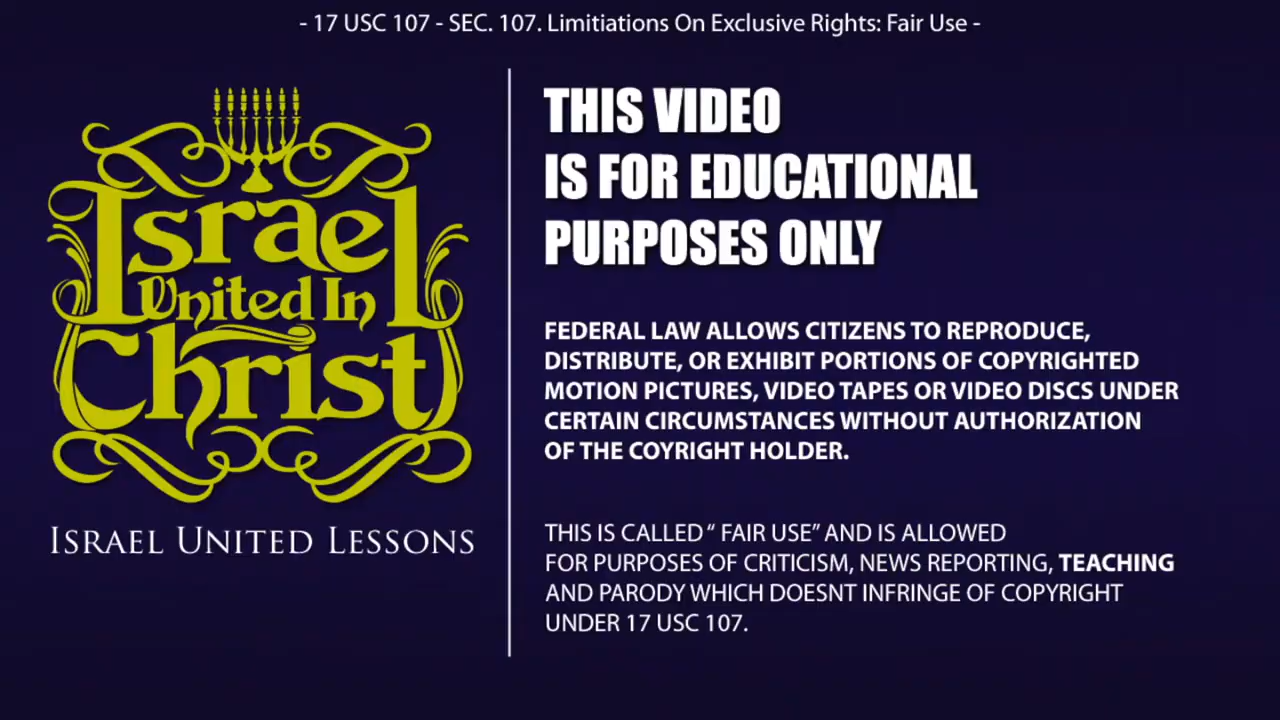 - 17 USC 107 - SEC. 107. Limitiations On Exclusive Rights: Fair Use -
Israel
United In
Christ
ISRAEL UNITED LESSONS
THIS VIDEO
IS FOR EDUCATIONAL
PURPOSES ONLY
FEDERAL LAW ALLOWS CITIZENS TO REPRODUCE,
DISTRIBUTE, OR EXHIBIT PORTIONS OF COPYRIGHTED
MOTION PICTURES, VIDEO TAPES OR VIDEO DISCS UNDER
CERTAIN CIRCUMSTANCES WITHOUT AUTHORIZATION
OF THE COYRIGHT HOLDER.
THIS IS CALLED “ FAIR USE” AND IS ALLOWED
FOR PURPOSES OF CRITICISM, NEWS REPORTING, TEACHING
AND PARODY WHICH DOESNT INFRINGE OF COPYRIGHT
UNDER 17 USC 107.